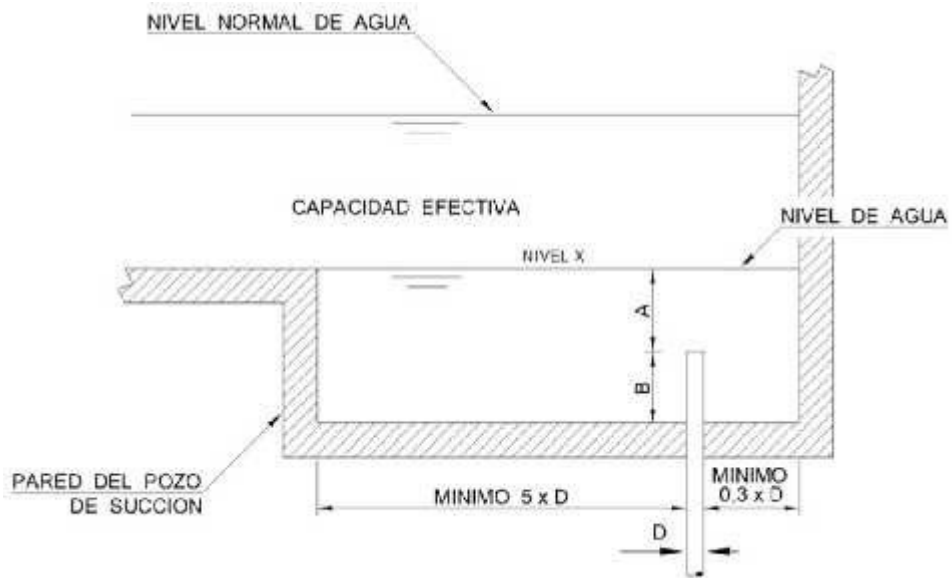 NIVEL NORMAL DE AGUA
CAPACIDAD EFECTIVA
NIVEL DE AGUA
NIVEL X
A
B
PARED DEL POZO
DE SUCCION
MINIMO 5 x D
MINIMO
0,3 x D
D